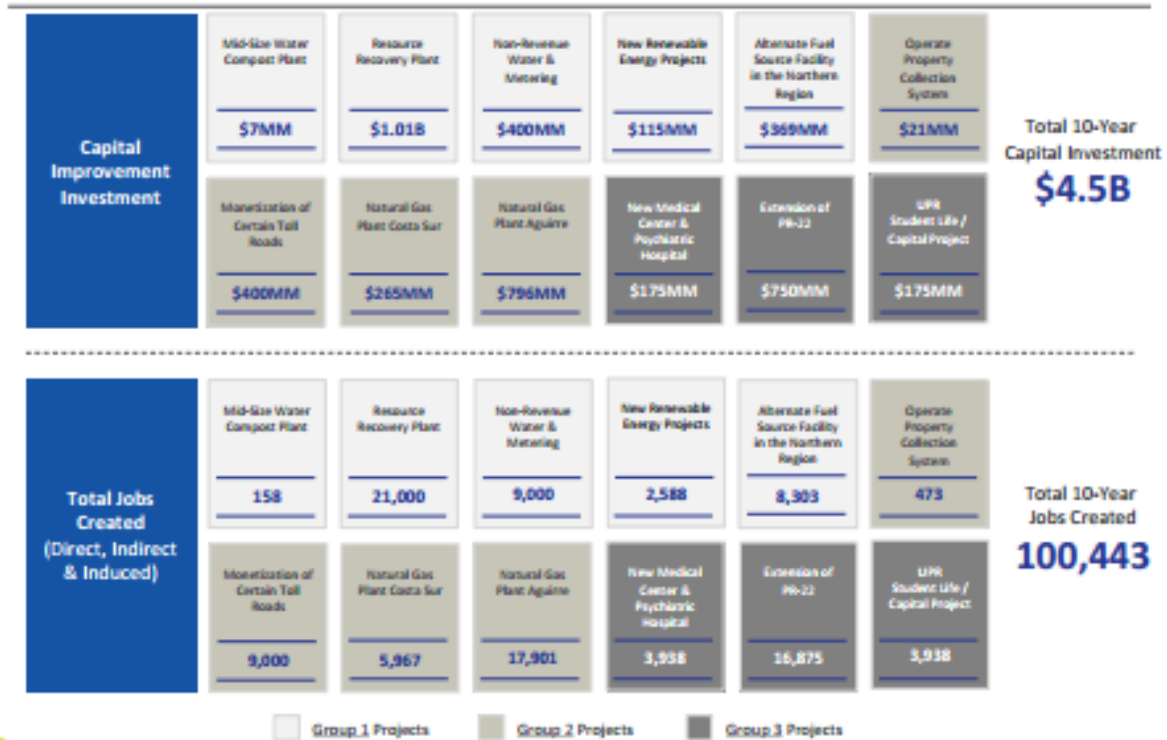 Capital
Improvement
Investment
Mid-Size Water
Compost Plant
$7MM
Resource
Recovery Plant
$1.01B
Non-Revenue
Water &
Metering
$400MM
New Renewable
Energy Projects
$115MM
Alternate Fuel
Source Facility
in the Northern
Region
$369MM
Operate
Property
Collection
System
$21MM
Monetization of
Certain Toll
Roads
$400MM
Natural Gas
Plant Costa Sur
$265MM
Natural Gas
Plant Aguirre
$796MM
New Medical
Center &
Psychiatric
Hospital
$175MM
Extension of
PR-22
$750MM
UPR
Student Life /
Capital Project
$175MM
Total 10-Year
Capital Investment
$4.5B
Total Jobs
Created
(Direct, Indirect
& Induced)
Mid-Size Water
Compost Plant
158
Resource
Recovery Plant
21,000
Non-Revenue
Water &
Metering
9,000
New Renewable
Energy Projects
2,588
Alternate Fuel
Source Facility
in the Northern
Region
8,303
Operate
Property
Collection
System
473
Monetization of
Certain Toll
Roads
9,000
Natural Gas
Plant Costa Sur
5,967
Natural Gas
Plant Aguirre
17,901
New Medical
Center &
Psychiatric
Hospital
3,938
Extension of
PR-22
16,875
UPR
Student Life /
Capital Project
3,938
Total 10-Year
Jobs Created
100,443
Group 1 Projects
Group 2 Projects
Group 3 Projects